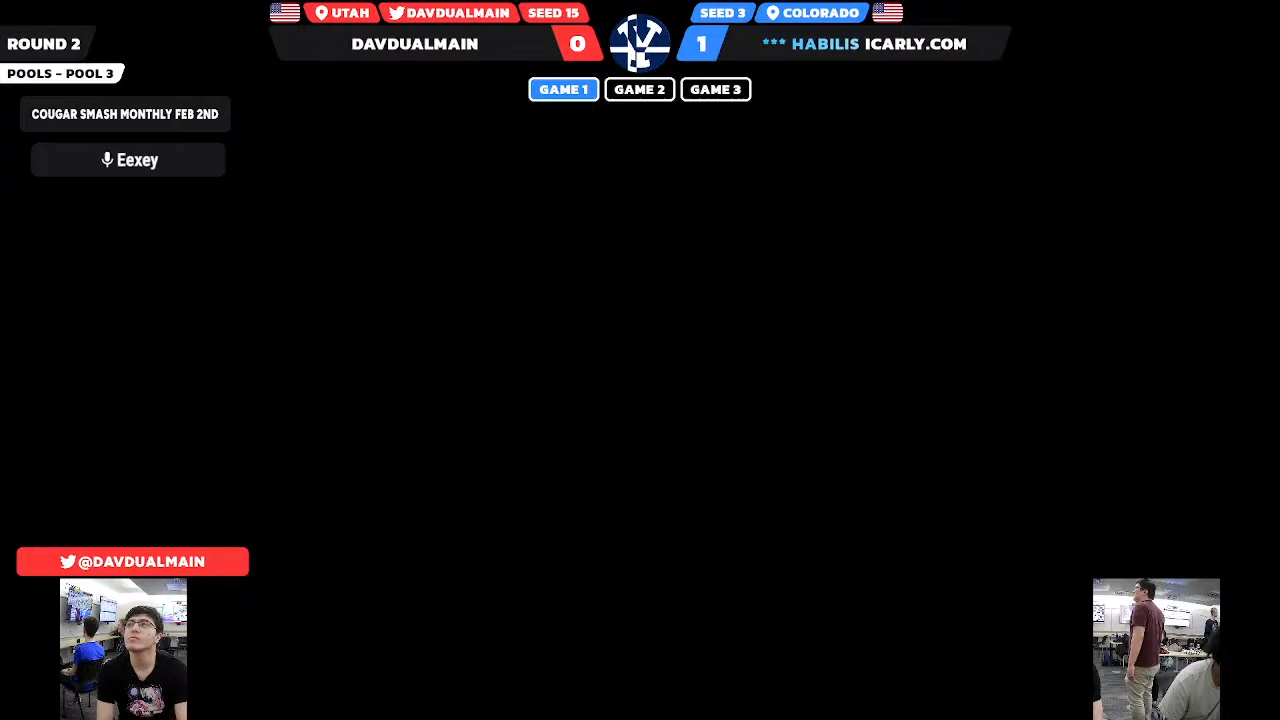 UTAH DAVDUALMAIN SEED 15 SEED 3 COLORADO
ROUND 2 DAVDUALMAIN 0 1 *** HABILIS ICARLY.COM
POOLS - POOL 3
GAME 1 GAME 2 GAME 3
COUGAR SMASH MONTHLY FEB 2ND
Eexey
@DAVDUALMAIN